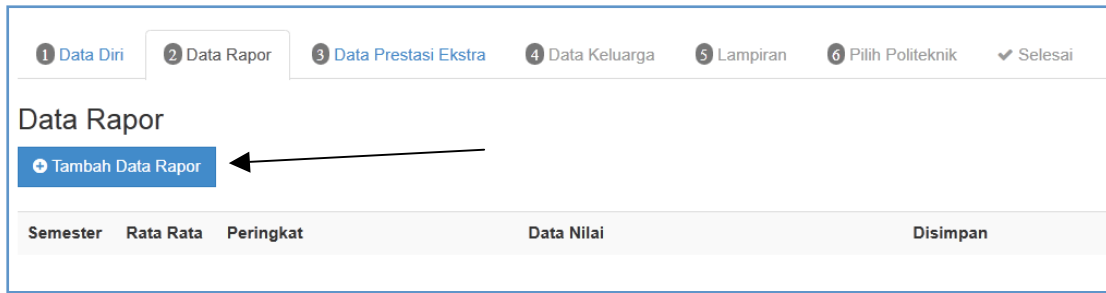 1 Data Diri 2 Data Rapor 3 Data Prestasi Ekstra 4 Data Keluarga 5 Lampiran 6 Pilih Politeknik ✔ Selesai
Data Rapor
Tambah Data Rapor
Semester Rata Rata Peringkat Data Nilai Disimpan